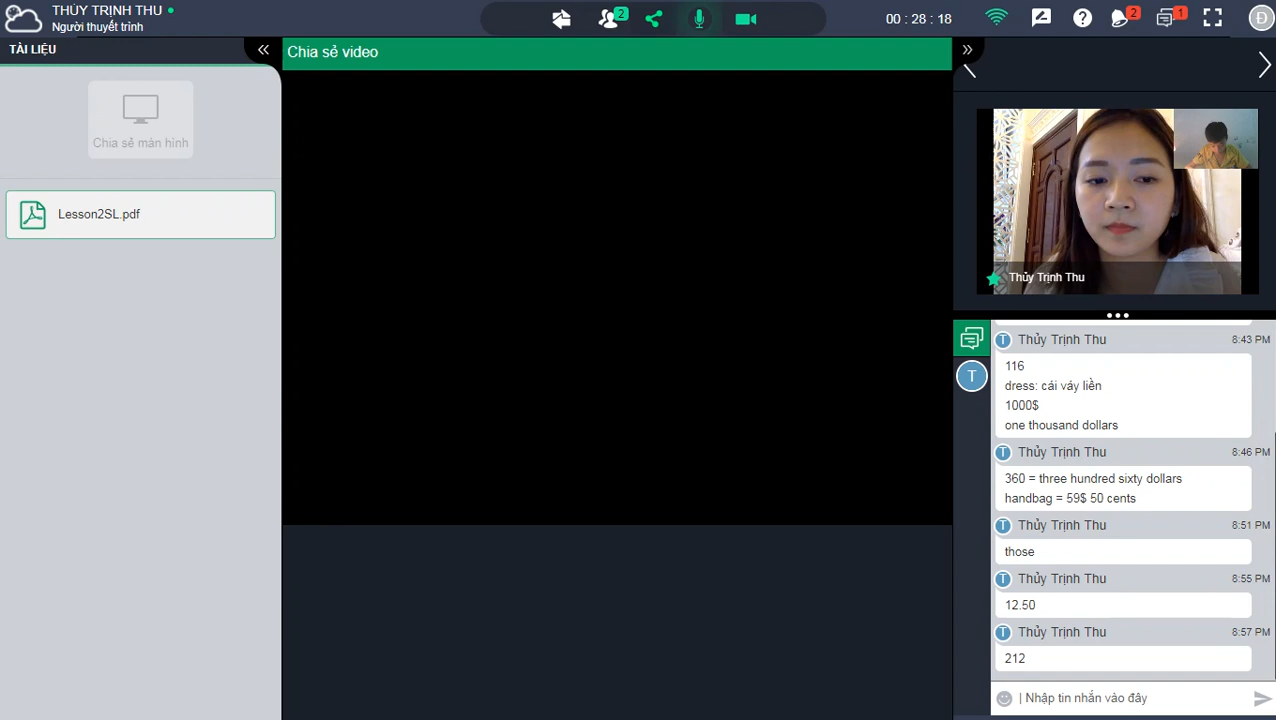 THỦY TRỊNH THU
Người thuyết trình
2
00 : 28 : 18
2
1
Đ
TÀI LIỆU
Chia sẻ màn hình
Lesson2SL.pdf
Chia sẻ video
Thủy Trịnh Thu
T
T Thủy Trịnh Thu 8:43 PM
116
dress: cái váy liền
1000$
one thousand dollars
T Thủy Trịnh Thu 8:46 PM
360 = three hundred sixty dollars
handbag = 59$ 50 cents
T Thủy Trịnh Thu 8:51 PM
those
T Thủy Trịnh Thu 8:55 PM
12.50
T Thủy Trịnh Thu 8:57 PM
212
Nhập tin nhắn vào đây